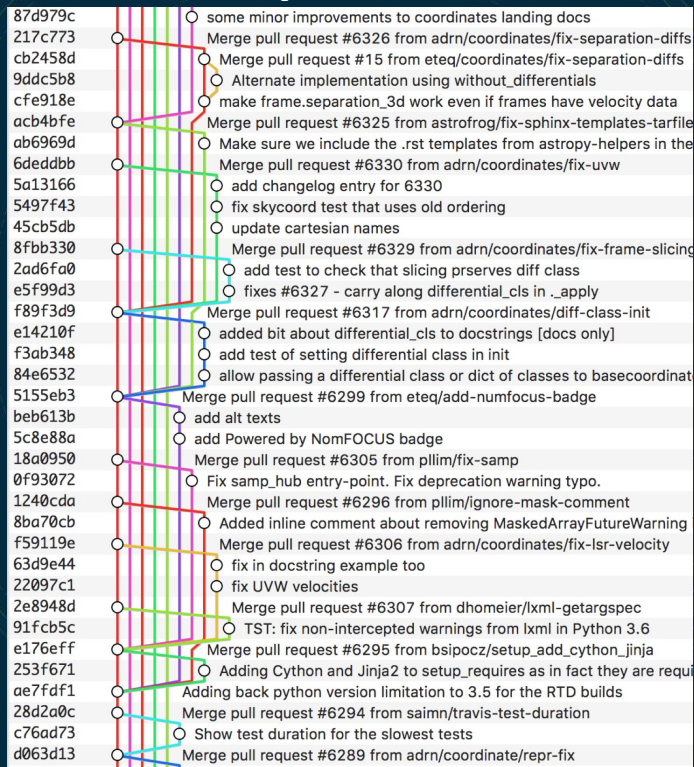 87d979c some minor improvements to coordinates landing docs
217c773 Merge pull request #6326 from adrn/coordinates/fix-separation-diffs
cb2458d Merge pull request #15 from eteq/coordinates/fix-separation-diffs
9ddc5b8 Alternate implementation using without_differentials
cfe918e make frame.separation_3d work even if frames have velocity data
acb4bfe Merge pull request #6325 from astrofrog/fix-sphinx-templates-tarfile
ab6969d Make sure we include the .rst templates from astropy-helpers in the
6deddbb Merge pull request #6330 from adrn/coordinates/fix-uvw
5a13166 add changelog entry for 6330
5497f43 fix skycoord test that uses old ordering
45cb5db update cartesian names
8fbb330 Merge pull request #6329 from adrn/coordinates/fix-frame-slicing
2ad6fa0 add test to check that slicing prserves diff class
e5f99d3 fixes #6327 - carry along differential_cls in ._apply
f89f3d9 Merge pull request #6317 from adrn/coordinates/diff-class-init
e14210f added bit about differential_cls to docstrings [docs only]
f3ab348 add test of setting differential class in init
84e6532 allow passing a differential class or dict of classes to basecoordinat
5155eb3 Merge pull request #6299 from eteq/add-numfocus-badge
beb613b add alt texts
5c8e88a add Powered by NomFOCUS badge
18a0950 Merge pull request #6305 from pllim/fix-samp
0f93072 Fix samp_hub entry-point. Fix deprecation warning typo.
1240cda Merge pull request #6296 from pllim/ignore-mask-comment
8ba70cb Added inline comment about removing MaskedArrayFutureWarning
f59119e Merge pull request #6306 from adrn/coordinates/fix-lsr-velocity
63d9e44 fix in docstring example too
22097c1 fix UVW velocities
2e8948d Merge pull request #6307 from dhomeier/lxml-getargspec
91fcb5c TST: fix non-intercepted warnings from lxml in Python 3.6
e176eff Merge pull request #6295 from bsipocz/setup_add_cython_jinja
253f671 Adding Cython and Jinja2 to setup_requires as in fact they are requi
ae7fdf1 Adding back python version limitation to 3.5 for the RTD builds
28d2a0c Merge pull request #6294 from saimn/travis-test-duration
c76ad73 Show test duration for the slowest tests
d063d13 Merge pull request #6289 from adrn/coordinate/repr-fix